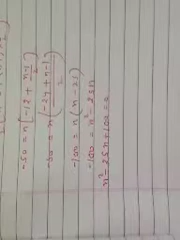 -50 = n[-12 + (n-1)/2]
-50 = n(-24 + n-1 / 2)
-100 = n(n-25)
-100 = n² - 25n
n² - 25n + 100 = 0